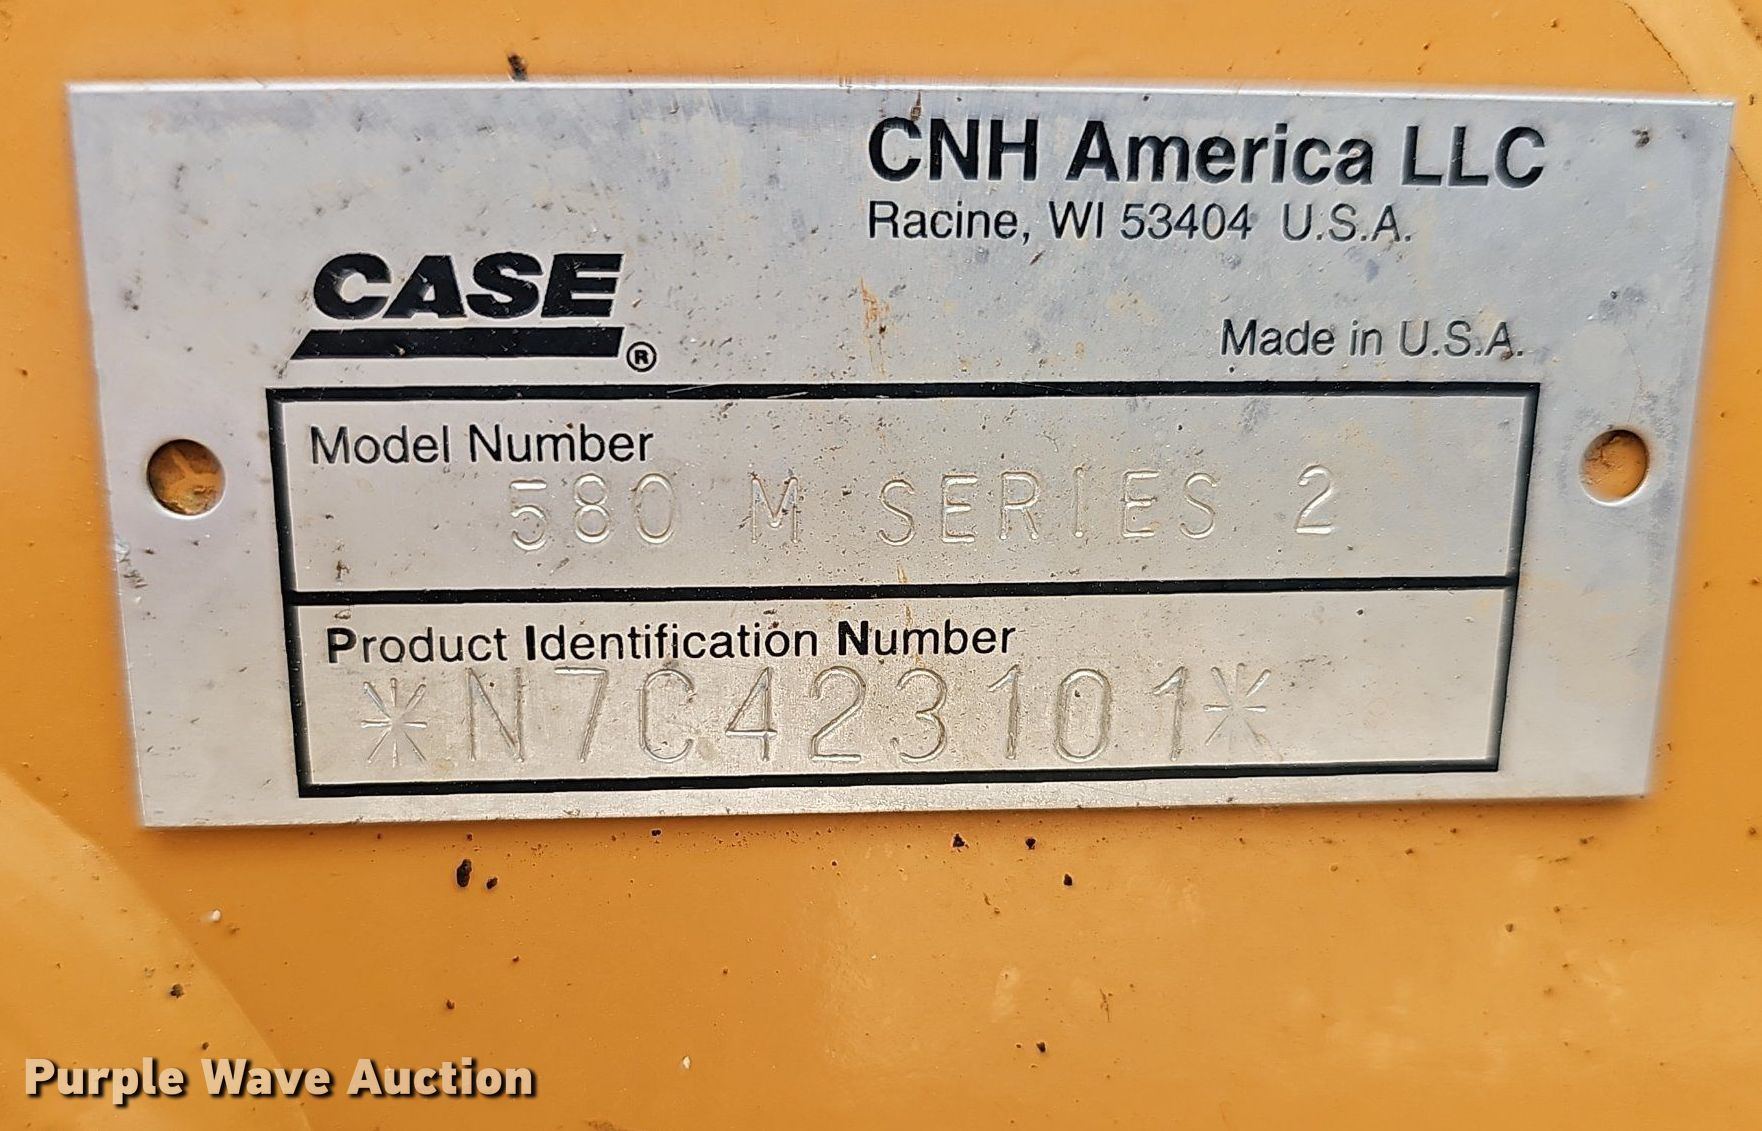 CNH America LLC
Racine, WI 53404 U.S.A.
CASE®
Made in U.S.A.
Model Number
580 M SERIES 2
Product Identification Number
*N7C423101*
Purple Wave Auction